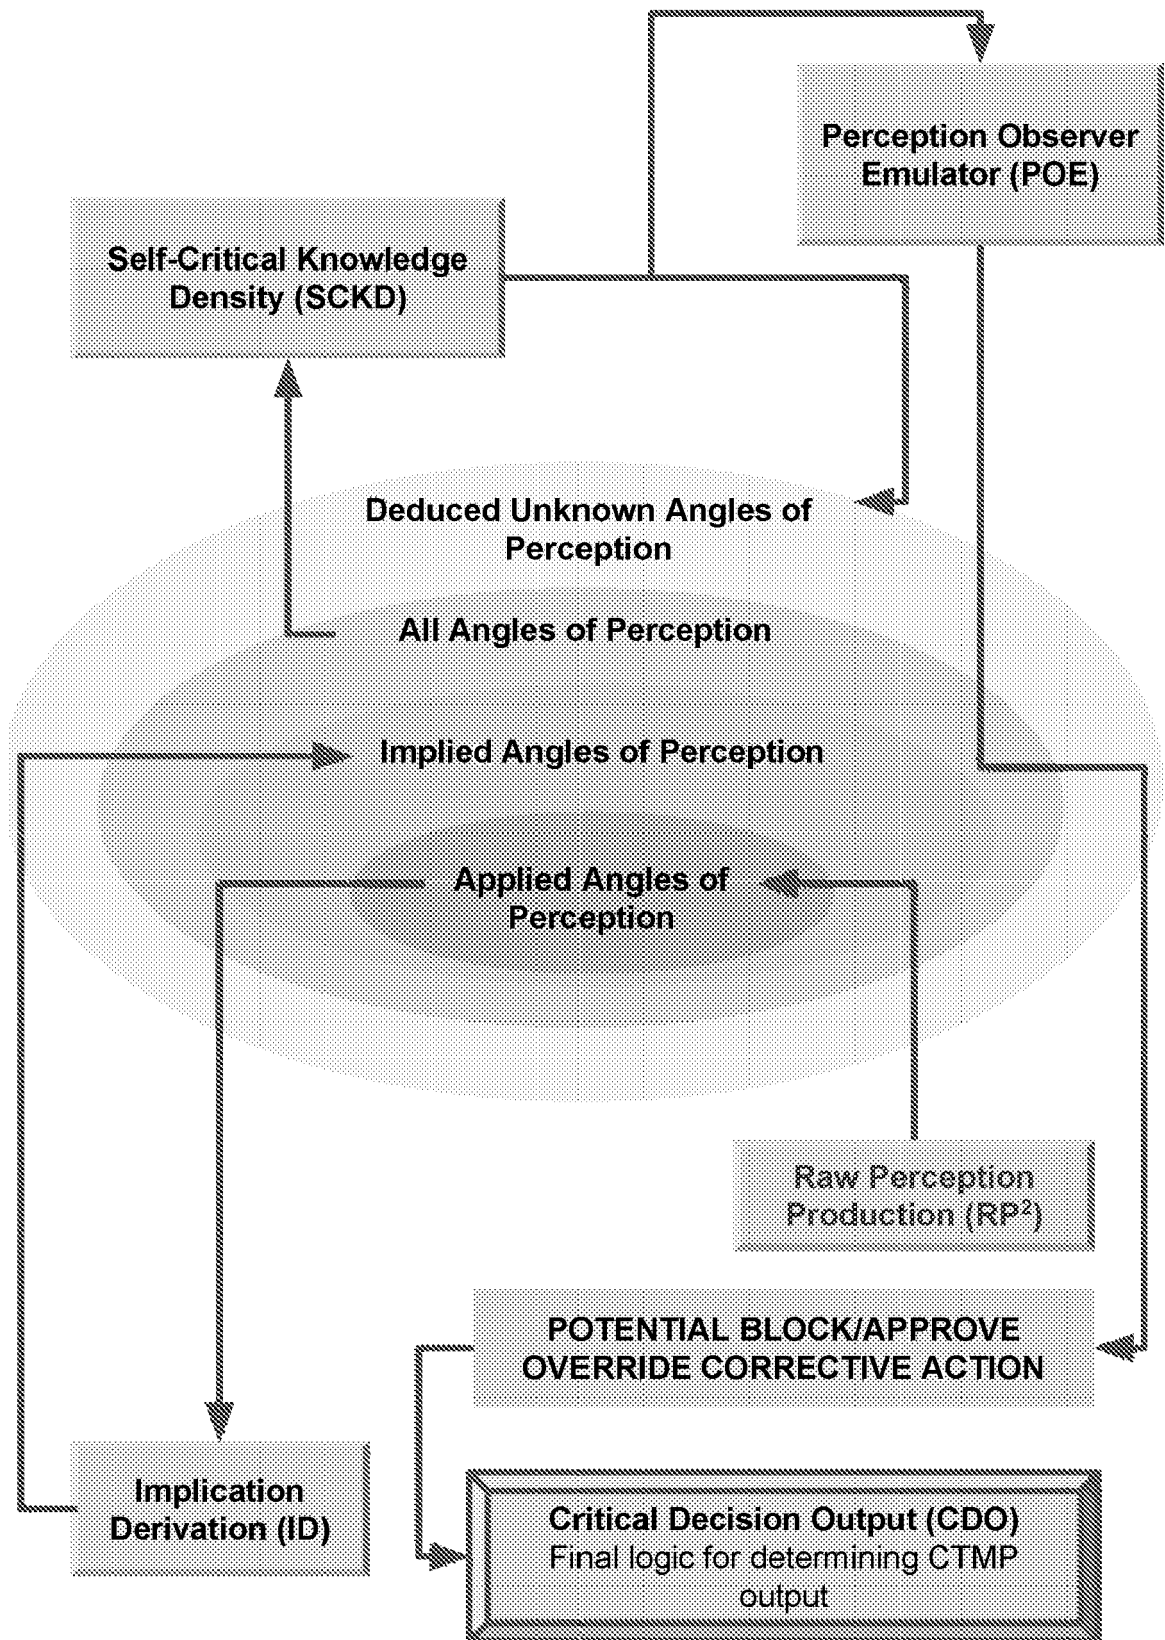 Perception Observer
Emulator (POE)
Self-Critical Knowledge
Density (SCKD)
Deduced Unknown Angles of
Perception
All Angles of Perception
Implied Angles of Perception
Applied Angles of
Perception
Raw Perception
Production (RP²)
POTENTIAL BLOCK/APPROVE
OVERRIDE CORRECTIVE ACTION
Implication
Derivation (ID)
Critical Decision Output (CDO)
Final logic for determining CTMP
output